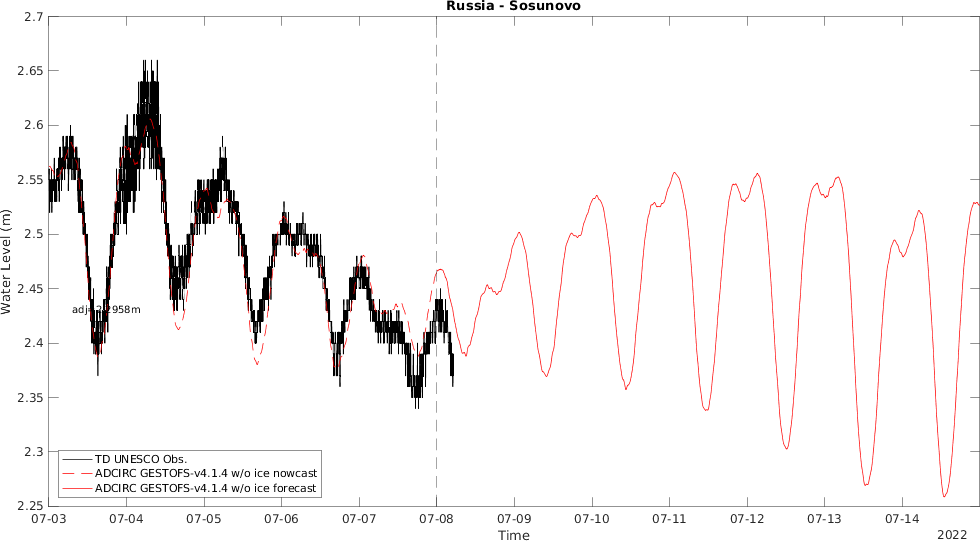 Russia - Sosunovo
2.7
2.65
2.6
2.55
2.5
2.45
2.4
2.35
2.3
2.25
Water Level (m)
TD UNESCO Obs.
ADCIRC GESTOFS-v4.1.4 w/o ice nowcast
ADCIRC GESTOFS-v4.1.4 w/o ice forecast
07-03 07-04 07-05 07-06 07-07 07-08 07-09 07-10 07-11 07-12 07-13 07-14
Time
2022